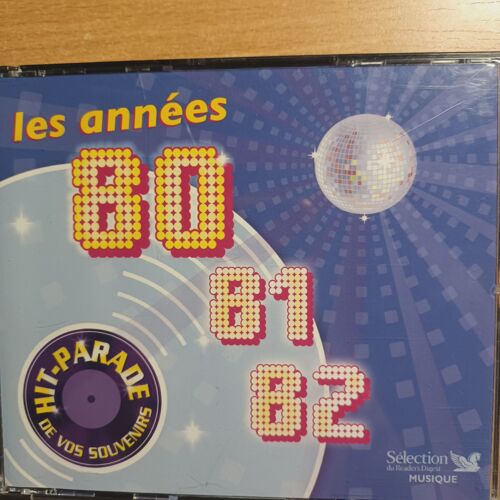 les années
80
81
82
HIT-PARADE
DE VOS SOUVENIRS
Sélection
du Reader's Digest
MUSIQUE